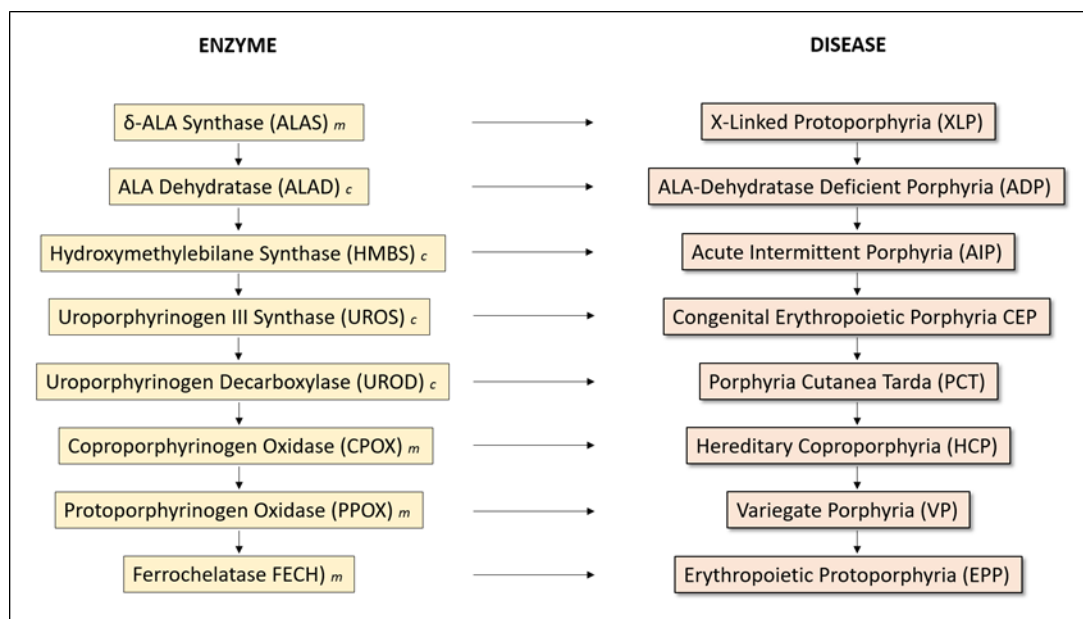 ENZYME
DISEASE
δ-ALA Synthase (ALAS) m
X-Linked Protoporphyria (XLP)
ALA Dehydratase (ALAD) c
ALA-Dehydratase Deficient Porphyria (ADP)
Hydroxymethylebilane Synthase (HMBS) c
Acute Intermittent Porphyria (AIP)
Uroporphyrinogen III Synthase (UROS) c
Congenital Erythropoietic Porphyria CEP
Uroporphyrinogen Decarboxylase (UROD) c
Porphyria Cutanea Tarda (PCT)
Coproporphyrinogen Oxidase (CPOX) m
Hereditary Coproporphyria (HCP)
Protoporphyrinogen Oxidase (PPOX) m
Variegate Porphyria (VP)
Ferrochelatase FECH) m
Erythropoietic Protoporphyria (EPP)